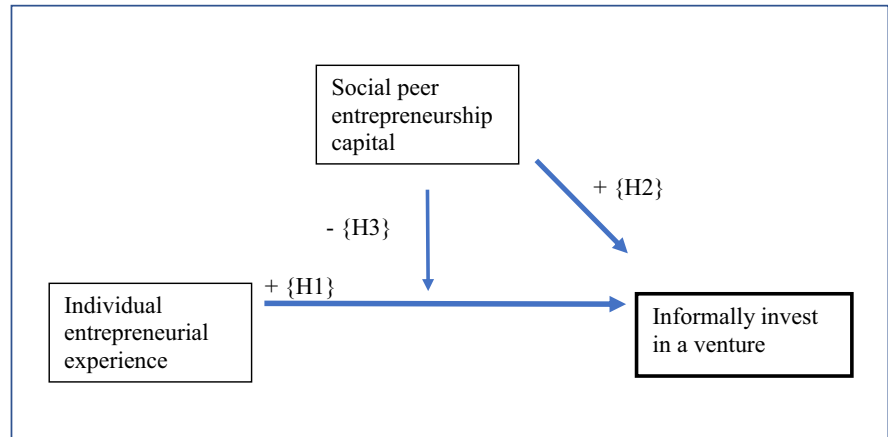 Social peer
entrepreneurship
capital
+ {H2}
- {H3}
+ {H1}
Individual
entrepreneurial
experience
Informally invest
in a venture